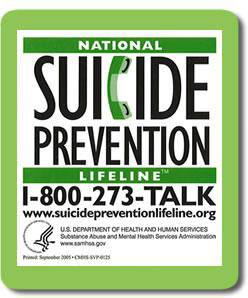 NATIONAL
SUICIDE
PREVENTION
LIFELINE™
1-800-273-TALK
www.suicidepreventionlifeline.org
U.S. DEPARTMENT OF HEALTH AND HUMAN SERVICES
Substance Abuse and Mental Health Services Administration
www.samhsa.gov
Printed: September 2005 • CMHS-SVP-0125